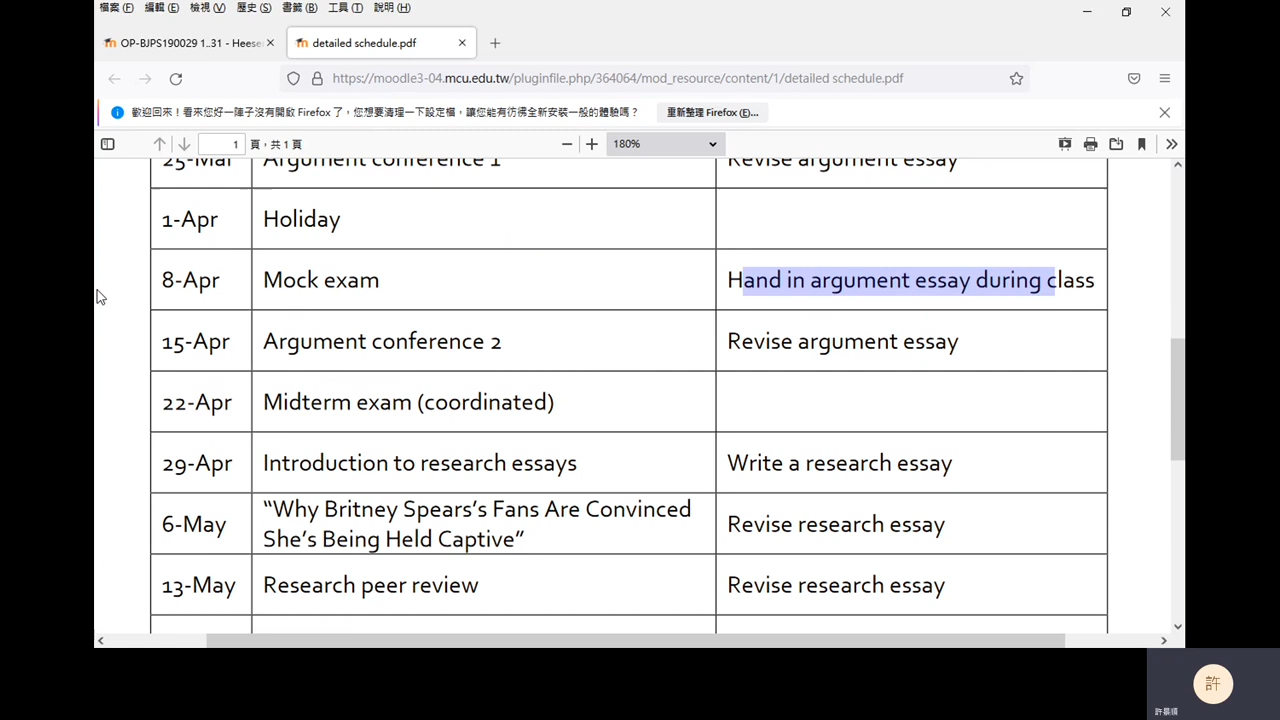 檔案 (F) 編輯(E) 檢視(V) 歷史(S) 書籤(B) 工具(T) 說明(H)
OP-BJPS190029 1..31 - Heese
detailed schedule.pdf
https://moodle3-04.mcu.edu.tw/pluginfile.php/364064/mod_resource/content/1/detailed schedule.pdf
歡迎回來！看來您好一陣子沒有開啟 Firefox 了，您想要清理一下設定檔，讓您能有彷彿全新安裝一般的體驗嗎？ 重新整理 Firefox (E)…
1 頁，共 1 頁 180%
25-Mar Argument conference 1 Revise argument essay
1-Apr Holiday
8-Apr Mock exam Hand in argument essay during class
15-Apr Argument conference 2 Revise argument essay
22-Apr Midterm exam (coordinated)
29-Apr Introduction to research essays Write a research essay
6-May “Why Britney Spears’s Fans Are Convinced She’s Being Held Captive” Revise research essay
13-May Research peer review Revise research essay
許